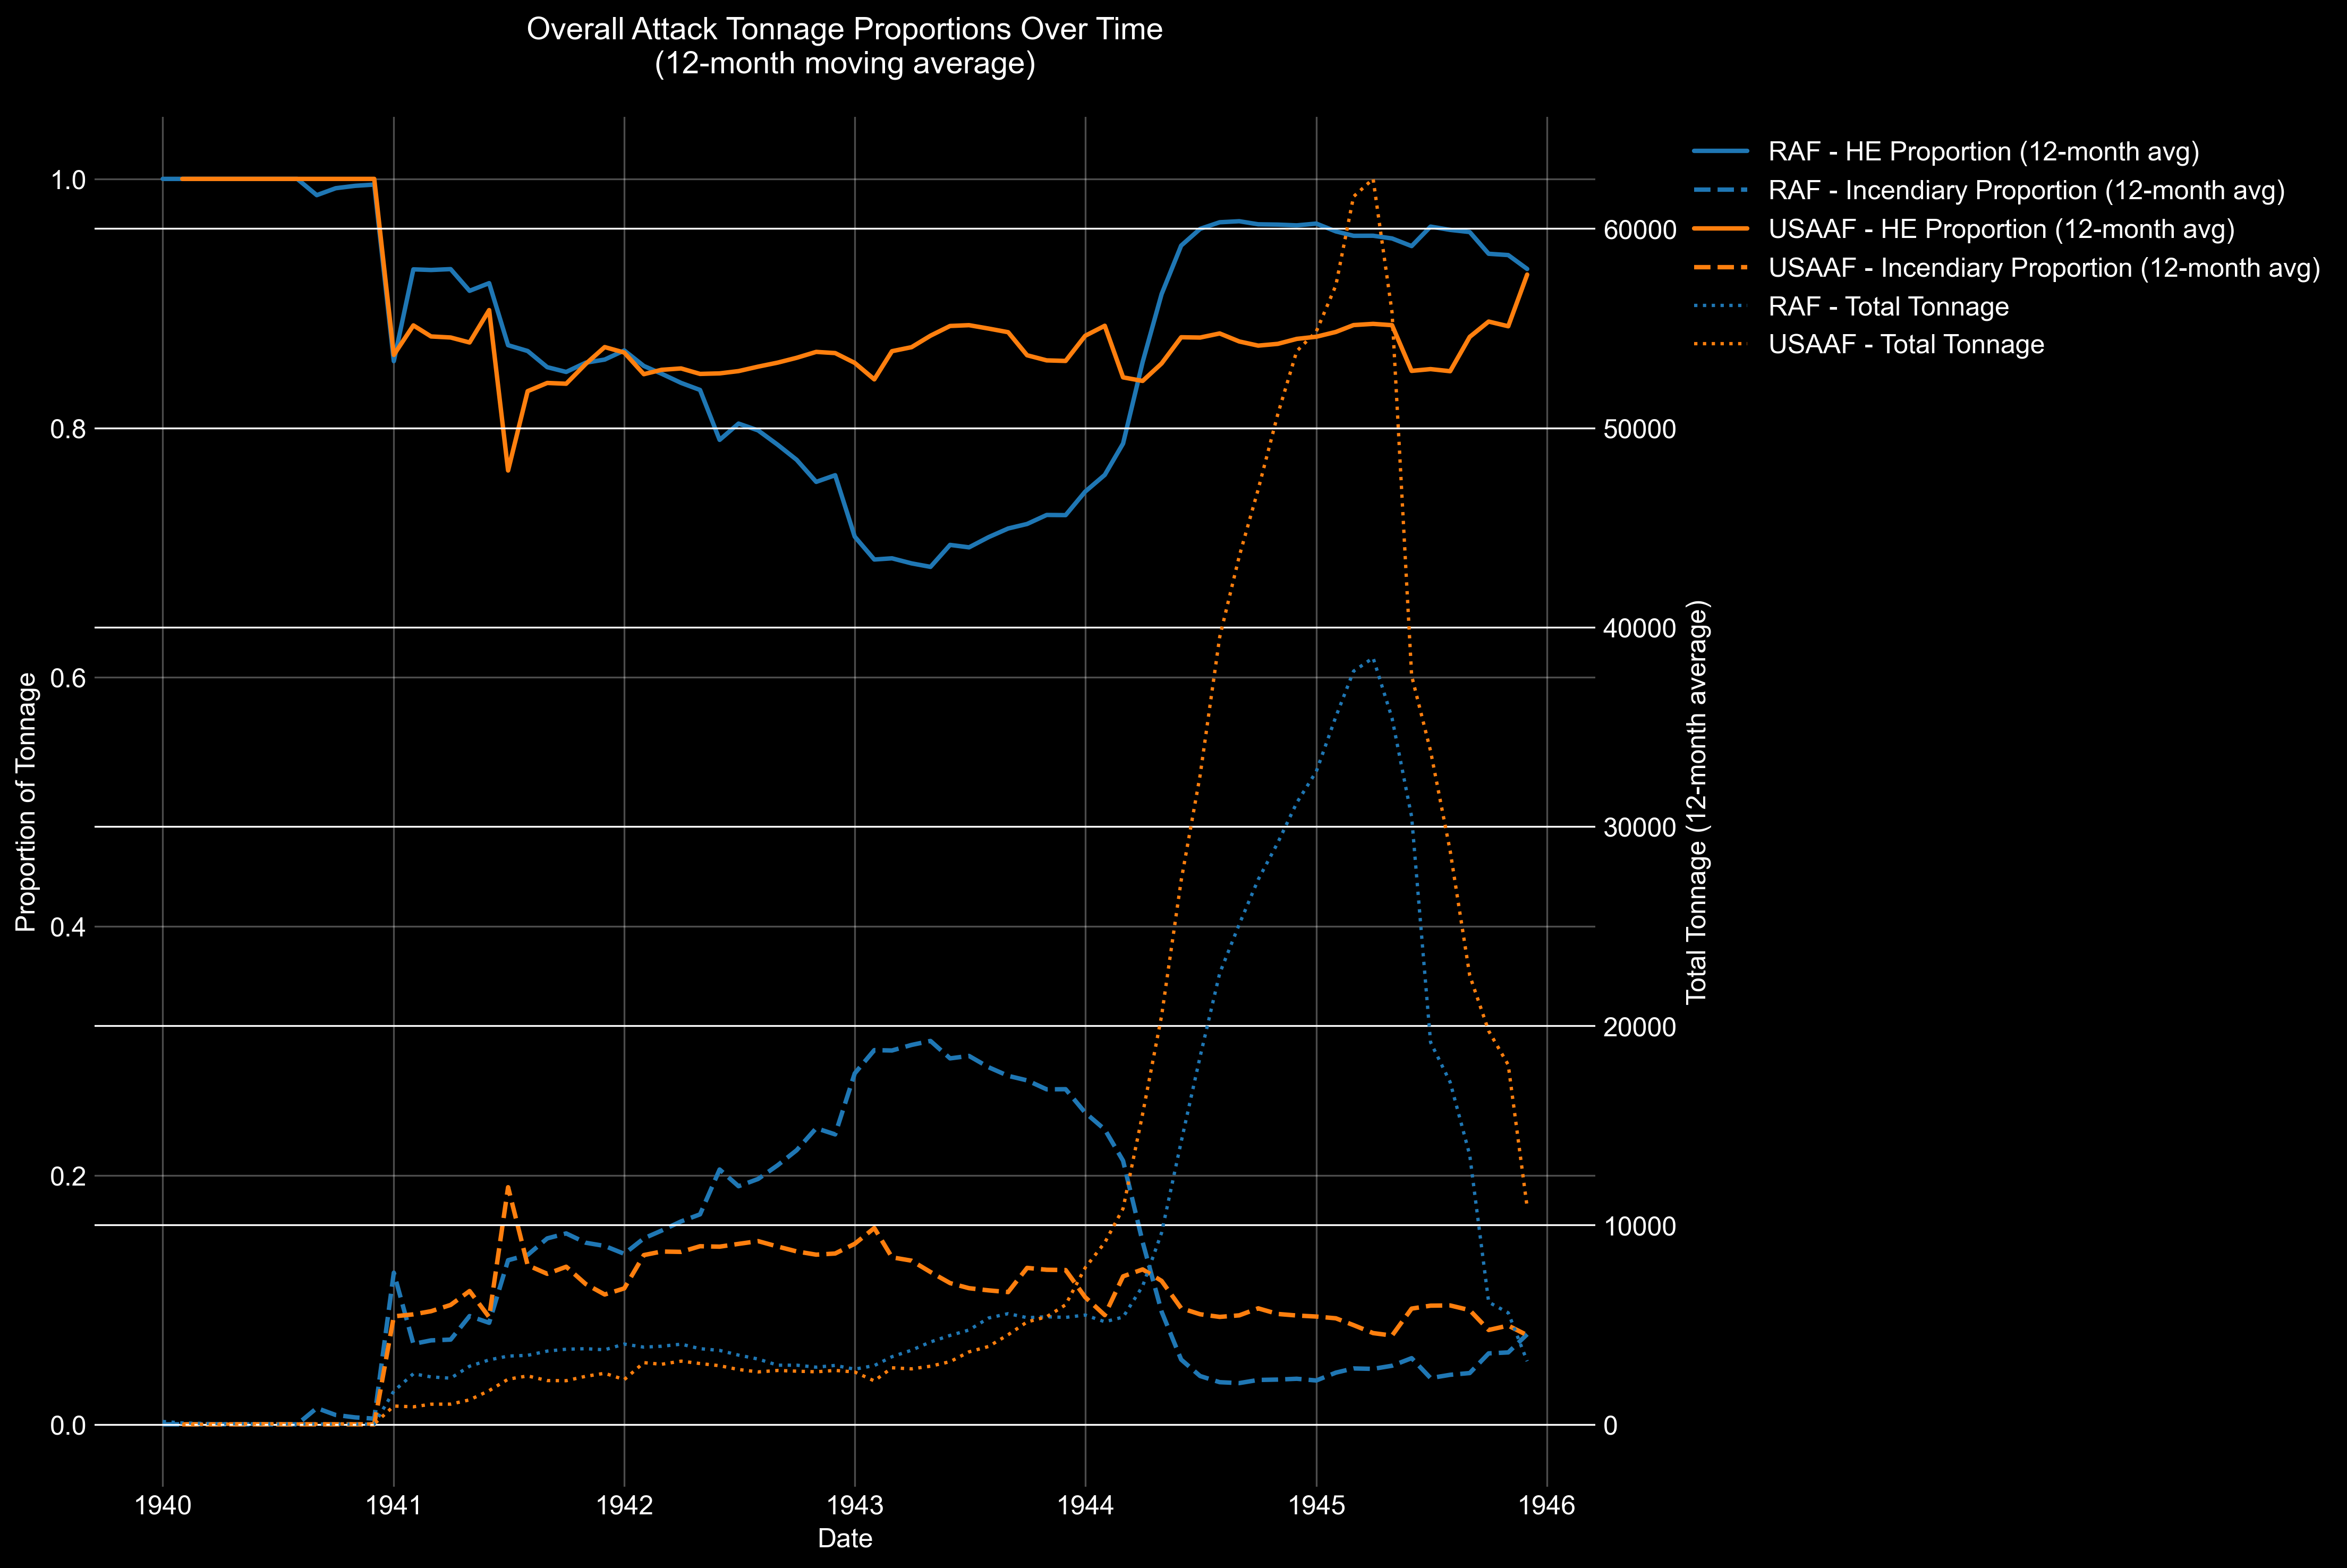 Overall Attack Tonnage Proportions Over Time
(12-month moving average)
RAF - HE Proportion (12-month avg)
RAF - Incendiary Proportion (12-month avg)
USAAF - HE Proportion (12-month avg)
USAAF - Incendiary Proportion (12-month avg)
RAF - Total Tonnage
USAAF - Total Tonnage
Proportion of Tonnage
1.0
0.8
0.6
0.4
0.2
0.0
60000
50000
40000
30000
20000
10000
0
Total Tonnage (12-month average)
1940 1941 1942 1943 1944 1945 1946
Date